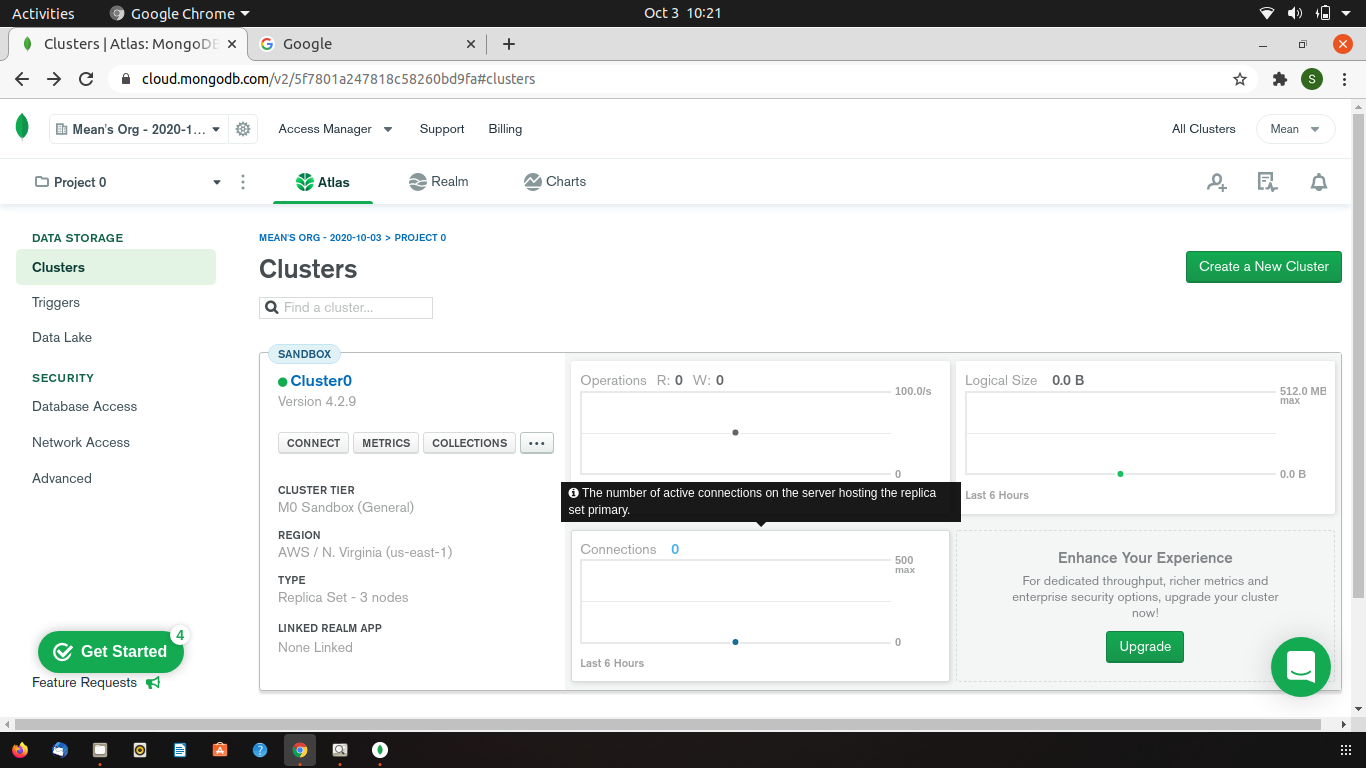 Activities
Google Chrome
Oct 3 10:21
Clusters | Atlas: MongoDB
Google
cloud.mongodb.com/v2/5f7801a247818c58260bd9fa#clusters
S
Mean's Org - 2020-1...
Access Manager
Support
Billing
All Clusters
Mean
Project 0
Atlas
Realm
Charts
DATA STORAGE
Clusters
Triggers
Data Lake
SECURITY
Database Access
Network Access
Advanced
4
Get Started
Feature Requests
MEAN'S ORG - 2020-10-03 > PROJECT 0
Clusters
Create a New Cluster
Find a cluster...
SANDBOX
Cluster0
Version 4.2.9
CONNECT
METRICS
COLLECTIONS
...
CLUSTER TIER
M0 Sandbox (General)
REGION
AWS / N. Virginia (us-east-1)
TYPE
Replica Set - 3 nodes
LINKED REALM APP
None Linked
Operations R: 0 W: 0
100.0/s
0
The number of active connections on the server hosting the replica
set primary.
Connections 0
500
max
0
Last 6 Hours
Logical Size 0.0 B
512.0 MB
max
0.0 B
Last 6 Hours
Enhance Your Experience
For dedicated throughput, richer metrics and
enterprise security options, upgrade your cluster
now!
Upgrade